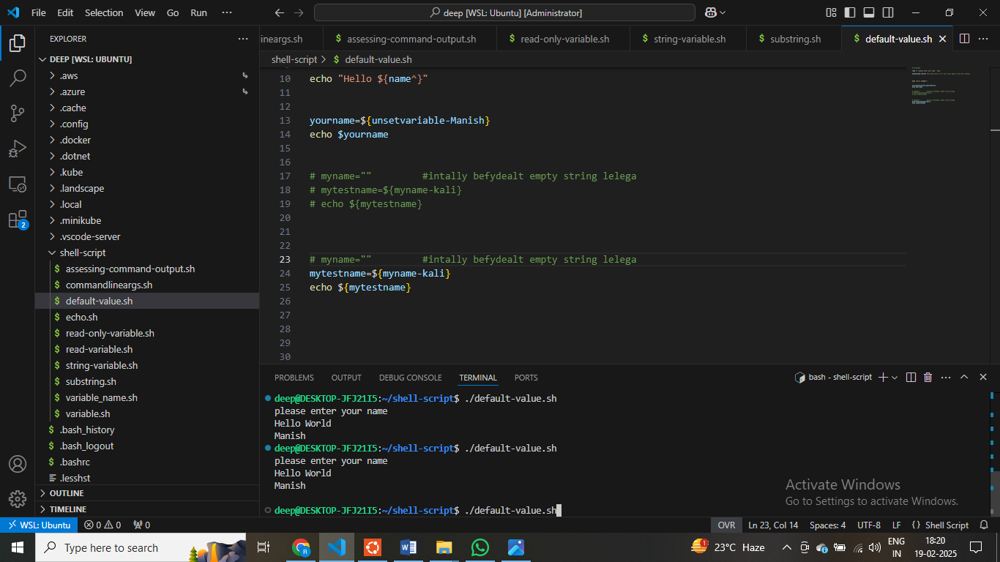 File Edit Selection View Go Run ···
deep [WSL: Ubuntu] [Administrator]
EXPLORER ···
DEEP [WSL: UBUNTU]
.aws
.azure
.cache
.config
.docker
.dotnet
.kube
.landscape
.local
.minikube
.vscode-server
shell-script
$ assessing-command-output.sh
$ commandlineargs.sh
$ default-value.sh
$ echo.sh
$ read-only-variable.sh
$ read-variable.sh
$ string-variable.sh
$ substring.sh
$ variable_name.sh
$ variable.sh
$ .bash_history
$ .bash_logout
$ .bashrc
.lesshst
OUTLINE
TIMELINE
2
ineargs.sh $ assessing-command-output.sh $ read-only-variable.sh $ string-variable.sh $ substring.sh $ default-value.sh
shell-script > $ default-value.sh
10 echo "Hello ${name^}"
11
12
13 yourname=${unsetvariable-Manish}
14 echo $yourname
15
16
17 # myname="" #intally befydealt empty string lelega
18 # mytestname=${myname-kali}
19 # echo ${mytestname}
20
21
22
23 # myname="" #intally befydealt empty string lelega
24 mytestname=${myname-kali}
25 echo ${mytestname}
26
27
28
29
30
PROBLEMS OUTPUT DEBUG CONSOLE TERMINAL PORTS bash - shell-script
deep@DESKTOP-JFJ21I5:~/shell-script$ ./default-value.sh
please enter your name
Hello World
Manish
deep@DESKTOP-JFJ21I5:~/shell-script$ ./default-value.sh
please enter your name
Hello World
Manish
deep@DESKTOP-JFJ21I5:~/shell-script$ ./default-value.sh
Activate Windows
Go to Settings to activate Windows.
WSL: Ubuntu 0 0 0 OVR Ln 23, Col 14 Spaces: 4 UTF-8 LF {} Shell Script
Type here to search
23°C Haze
ENG
IN
18:20
19-02-2025